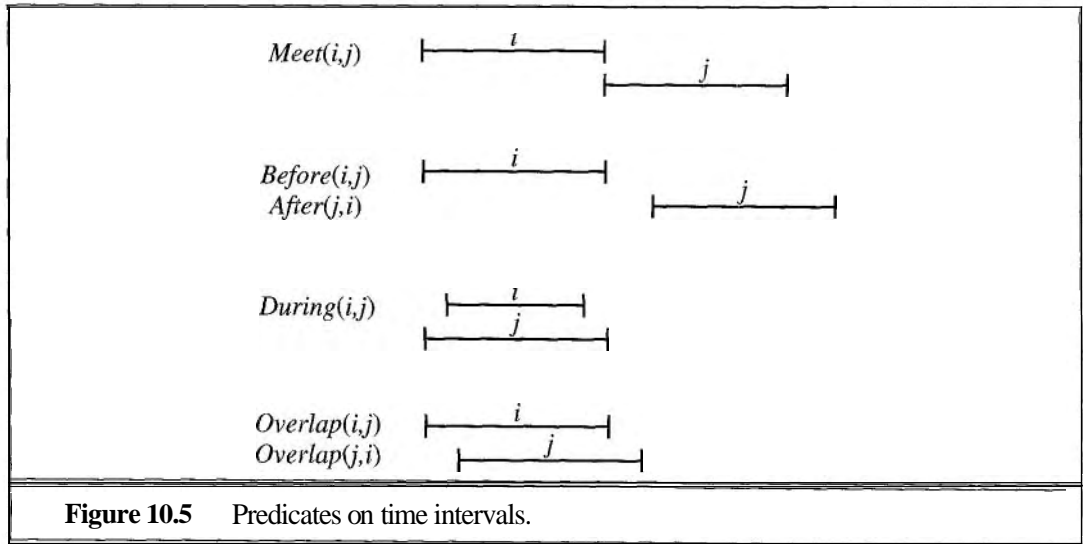 Meet(i,j)
i
j
Before(i,j)
i
After(j,i)
j
During(i,j)
i
j
Overlap(i,j)
i
Overlap(j,i)
j
Figure 10.5 Predicates on time intervals.